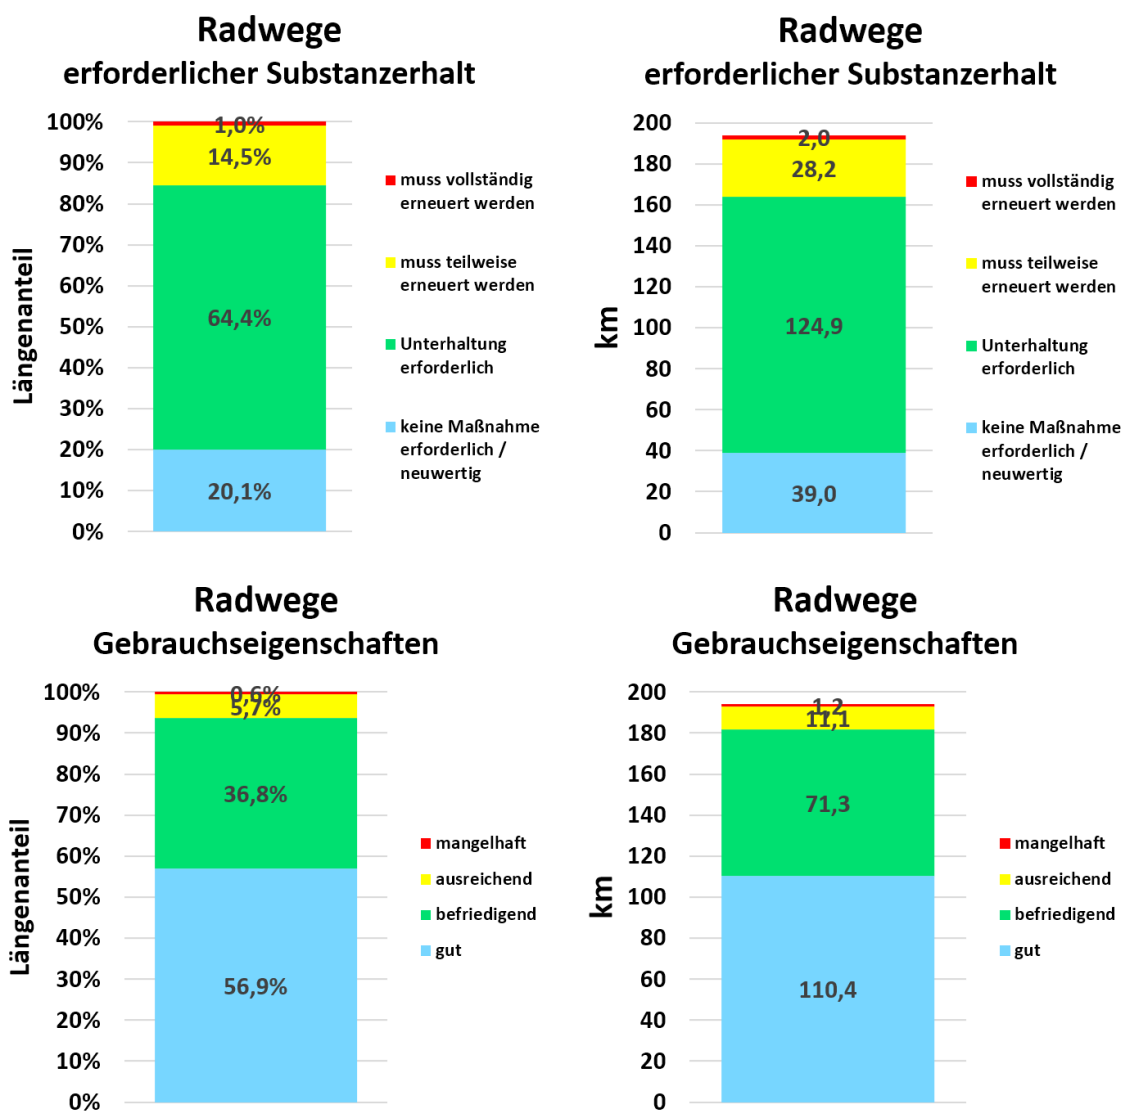 Radwege
erforderlicher Substanzerhalt
100%
90%
80%
70%
60%
50%
40%
30%
20%
10%
0%
Längenanteil
1,0%
14,5%
64,4%
20,1%
muss vollständig
erneuert werden
muss teilweise
erneuert werden
Unterhaltung
erforderlich
keine Maßnahme
erforderlich /
neuwertig
Radwege
erforderlicher Substanzerhalt
200
180
160
140
120
100
80
60
40
20
0
km
2,0
28,2
124,9
39,0
muss vollständig
erneuert werden
muss teilweise
erneuert werden
Unterhaltung
erforderlich
keine Maßnahme
erforderlich /
neuwertig
Radwege
Gebrauchseigenschaften
100%
90%
80%
70%
60%
50%
40%
30%
20%
10%
0%
Längenanteil
0,6%
5,7%
36,8%
56,9%
mangelhaft
ausreichend
befriedigend
gut
Radwege
Gebrauchseigenschaften
200
180
160
140
120
100
80
60
40
20
0
km
1,2
11,1
71,3
110,4
mangelhaft
ausreichend
befriedigend
gut